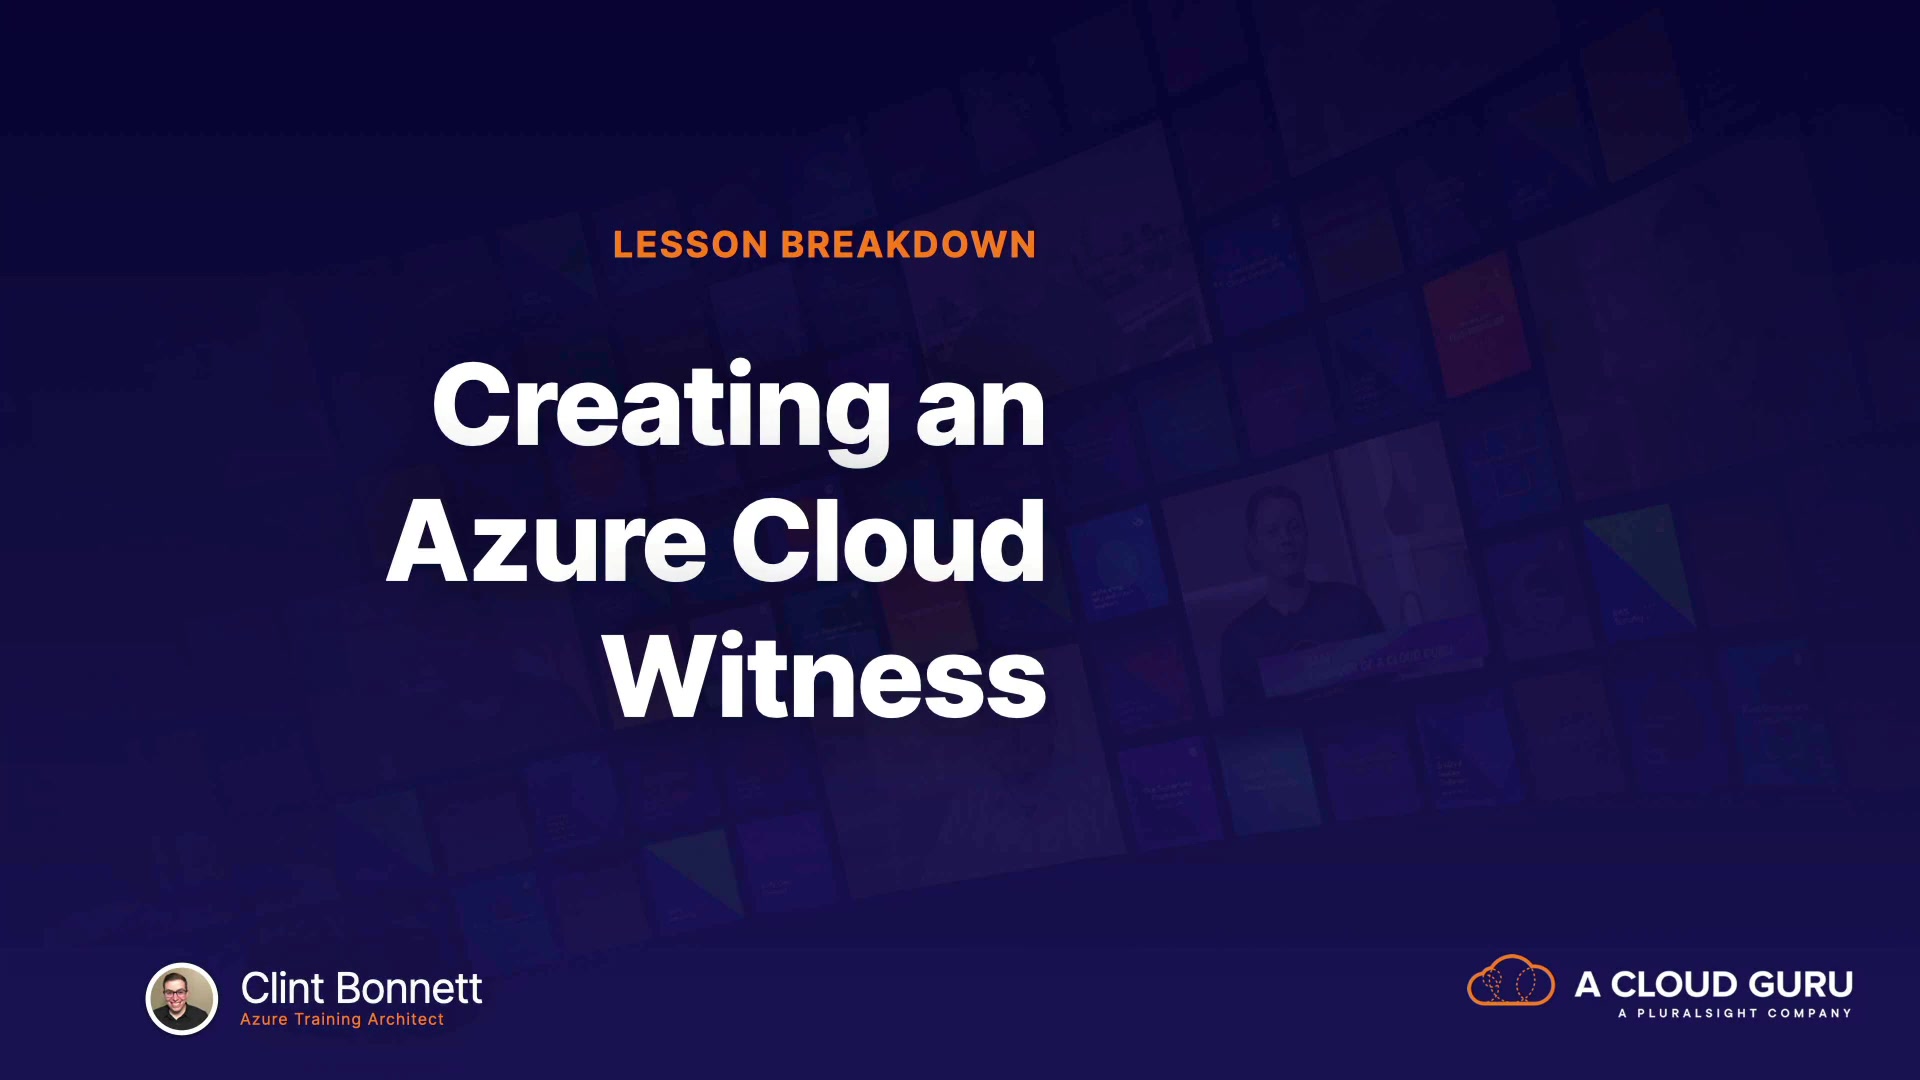 LESSON BREAKDOWN
Creating an
Azure Cloud
Witness
Clint Bonnett
Azure Training Architect
A CLOUD GURU
A PLURALSIGHT COMPANY